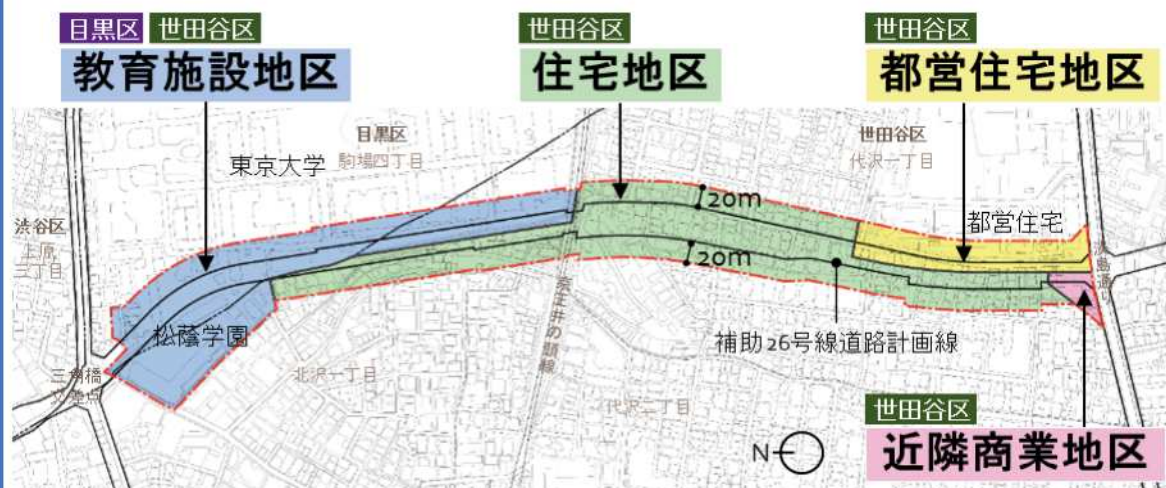 目黒区 世田谷区
教育施設地区
世田谷区
住宅地区
世田谷区
都営住宅地区
目黒区
駒場四丁目
東京大学
世田谷区
代沢一丁目
20m
渋谷区
上原
三丁目
都営住宅
20m
松蔭学園
京王井の頭線
補助26号線道路計画線
三角橋
交差点
北沢一丁目
代沢二丁目
世田谷区
近隣商業地区
N